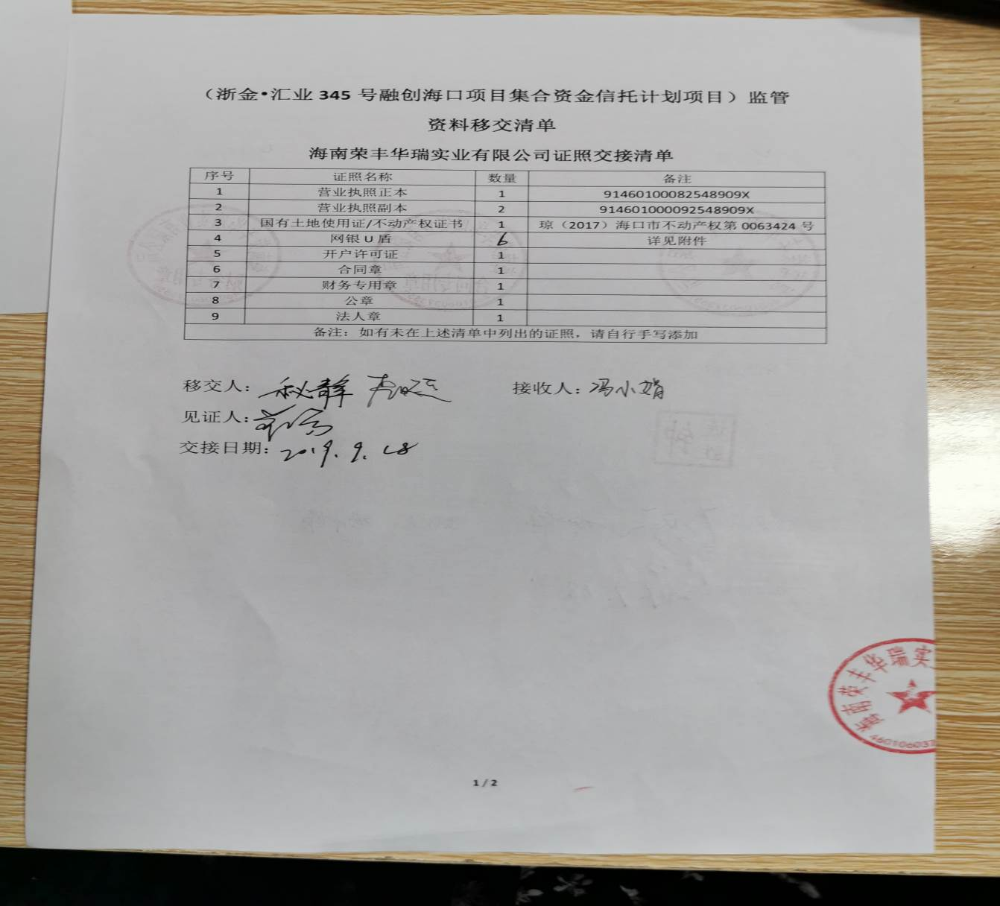 （浙金•汇业 345 号融创海口项目集合资金信托计划项目）监管
资料移交清单
海南荣丰华瑞实业有限公司证照交接清单
序号 证照名称 数量 备注
1 营业执照正本 1 91460100082548909X
2 营业执照副本 2 914601000092548909X
3 国有土地使用证/不动产权证书 1 琼（2017）海口市不动产权第 0063424 号
4 网银 U 盾 6 详见附件
5 开户许可证 1
6 合同章 1
7 财务专用章 1
8 公章 1
9 法人章 1
备注：如有未在上述清单中列出的证照，请自行手写添加
移交人： 秘静 接收人：冯小娟
见证人：
交接日期： 2019.9.18
海南荣丰华瑞实
1 / 2